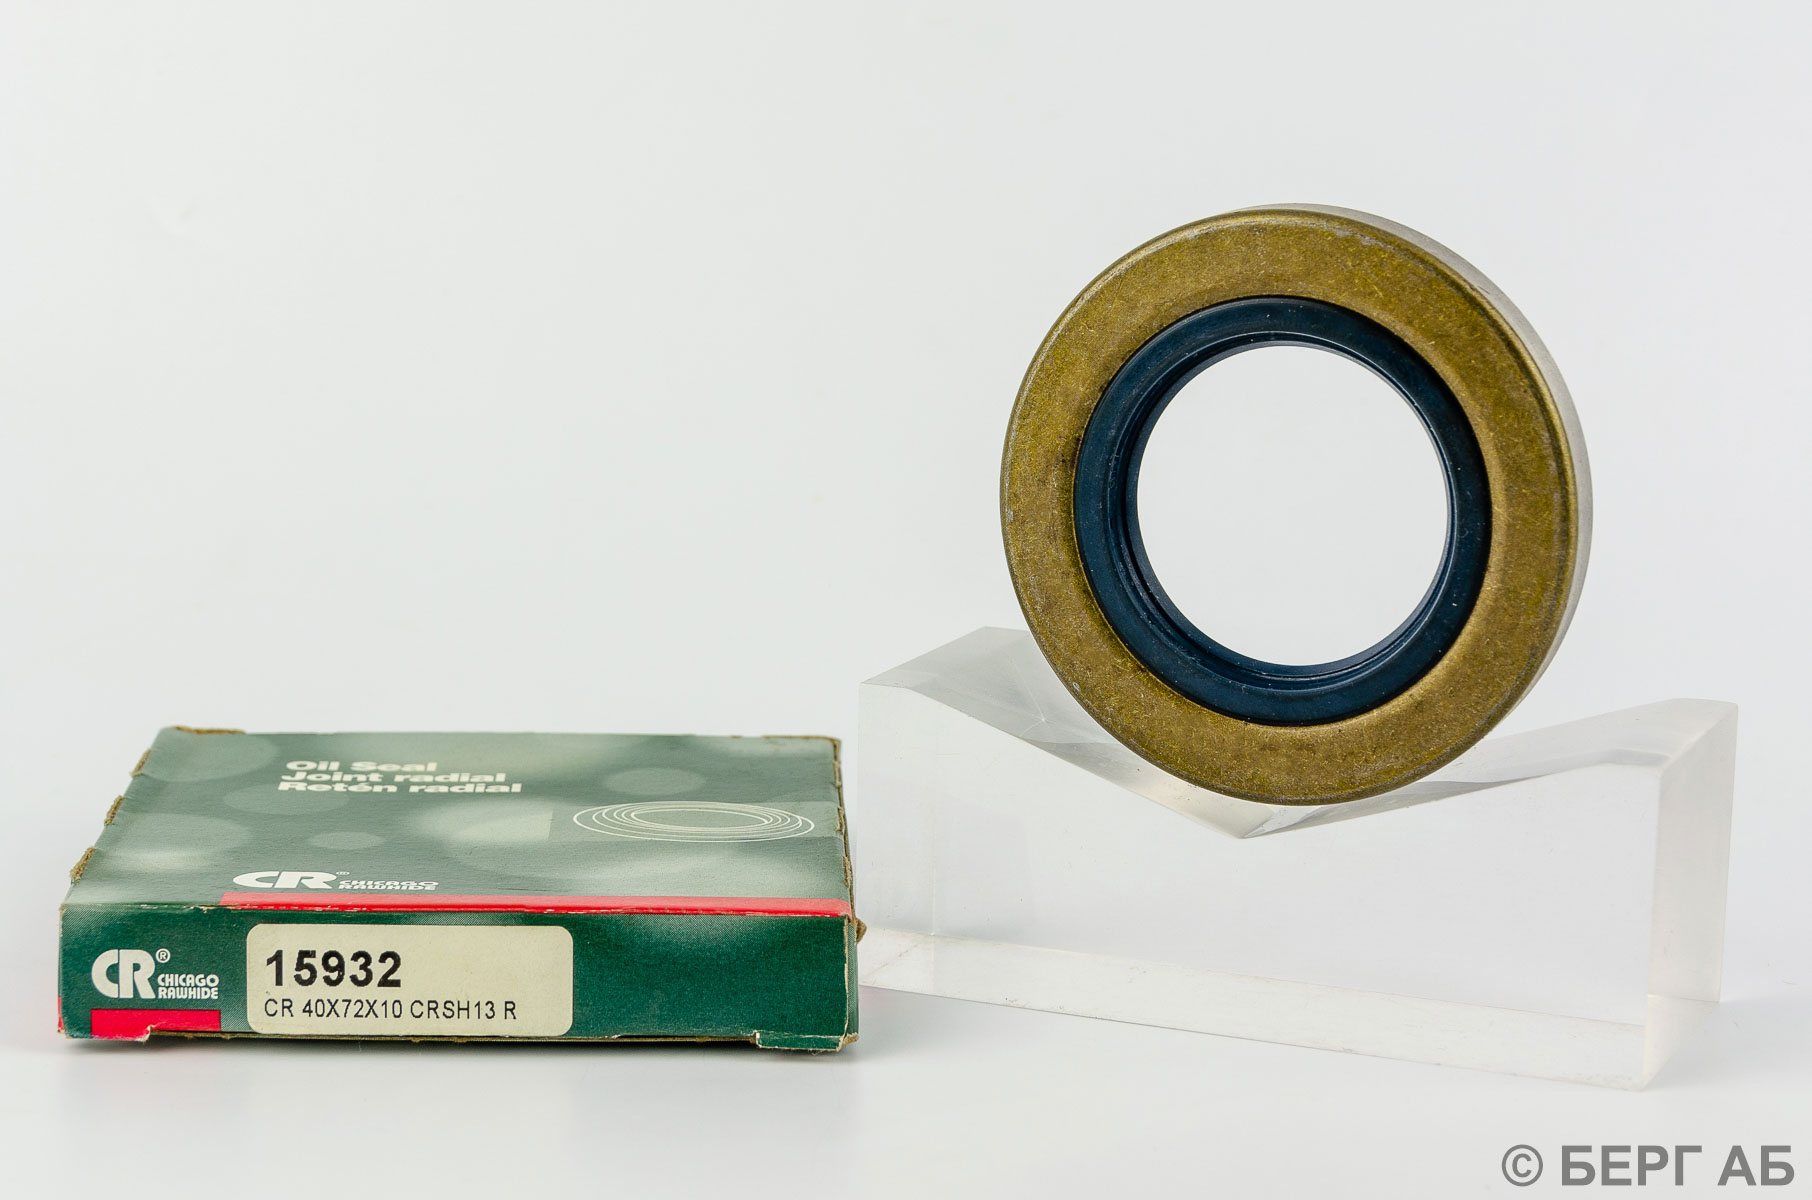 Oil Seal
Joint radial
Retén radial
CR® CHICAGO
RAWHIDE
CR® CHICAGO
RAWHIDE
15932
CR 40X72X10 CRSH13 R
© БЕРГ АБ